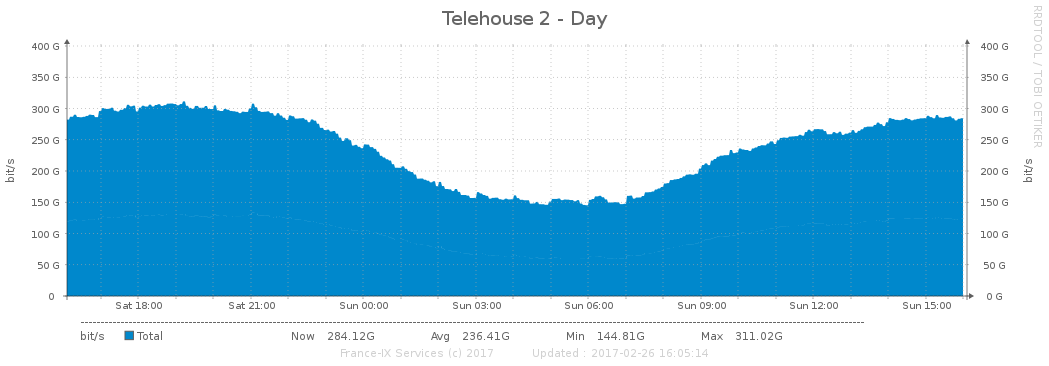 Telehouse 2 - Day
RRDTOOL / TOBI OETIKER
400 G 400 G
350 G 350 G
300 G 300 G
250 G 250 G
200 G 200 G
150 G 150 G
100 G 100 G
50 G 50 G
0 0 G
bit/s bit/s
Sat 18:00 Sat 21:00 Sun 00:00 Sun 03:00 Sun 06:00 Sun 09:00 Sun 12:00 Sun 15:00
bit/s Total Now 284.12G Avg 236.41G Min 144.81G Max 311.02G
France-IX Services (c) 2017 Updated : 2017-02-26 16:05:14